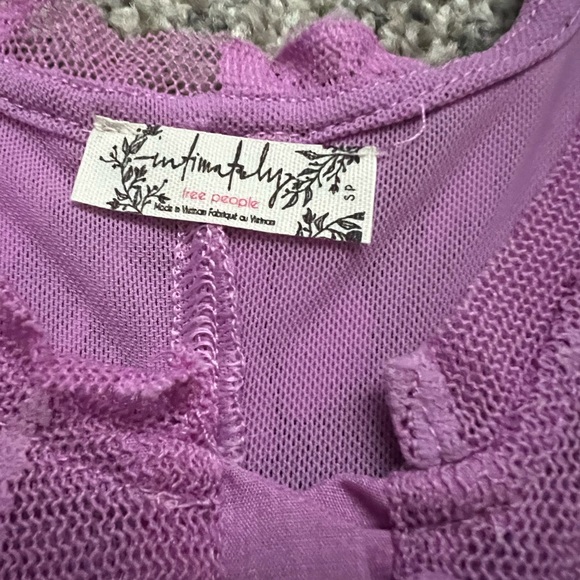 intimately
free people
Made in Vietnam Fabriqué au Vietnam
SP